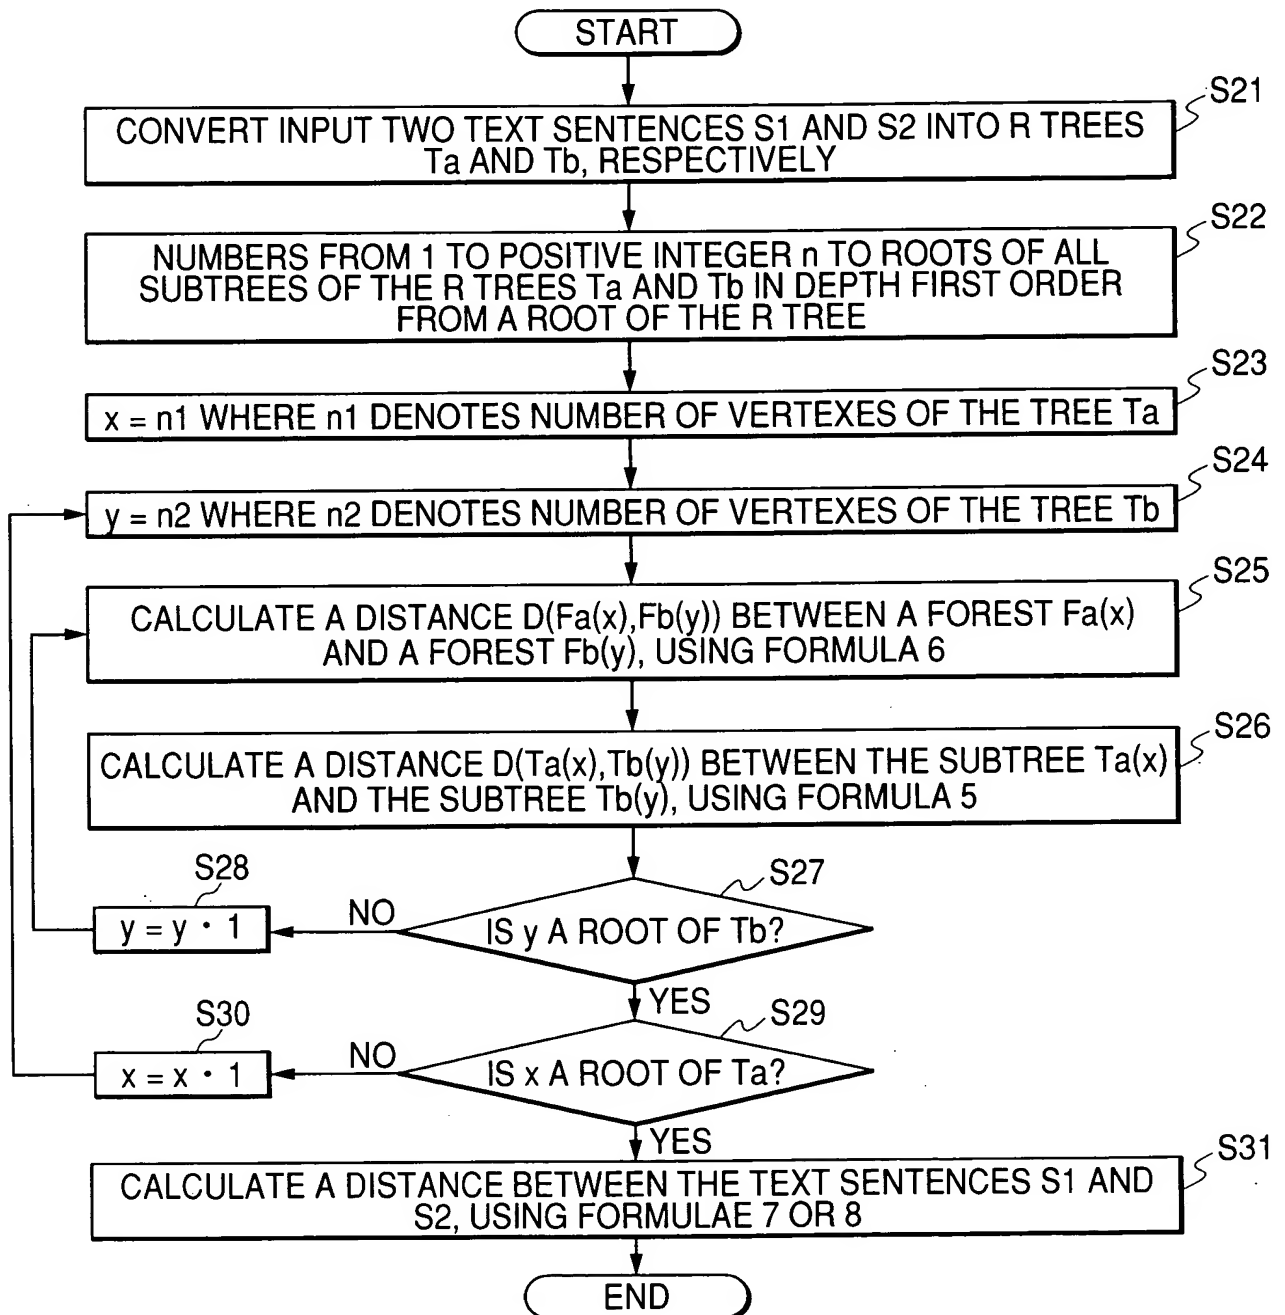 START
S21
CONVERT INPUT TWO TEXT SENTENCES S1 AND S2 INTO R TREES
Ta AND Tb, RESPECTIVELY
S22
NUMBERS FROM 1 TO POSITIVE INTEGER n TO ROOTS OF ALL
SUBTREES OF THE R TREES Ta AND Tb IN DEPTH FIRST ORDER
FROM A ROOT OF THE R TREE
S23
x = n1 WHERE n1 DENOTES NUMBER OF VERTEXES OF THE TREE Ta
S24
y = n2 WHERE n2 DENOTES NUMBER OF VERTEXES OF THE TREE Tb
S25
CALCULATE A DISTANCE D(Fa(x),Fb(y)) BETWEEN A FOREST Fa(x)
AND A FOREST Fb(y), USING FORMULA 6
S26
CALCULATE A DISTANCE D(Ta(x),Tb(y)) BETWEEN THE SUBTREE Ta(x)
AND THE SUBTREE Tb(y), USING FORMULA 5
S28
S27
y = y · 1
NO
IS y A ROOT OF Tb?
YES
S30
S29
x = x · 1
NO
IS x A ROOT OF Ta?
YES
S31
CALCULATE A DISTANCE BETWEEN THE TEXT SENTENCES S1 AND
S2, USING FORMULAE 7 OR 8
END